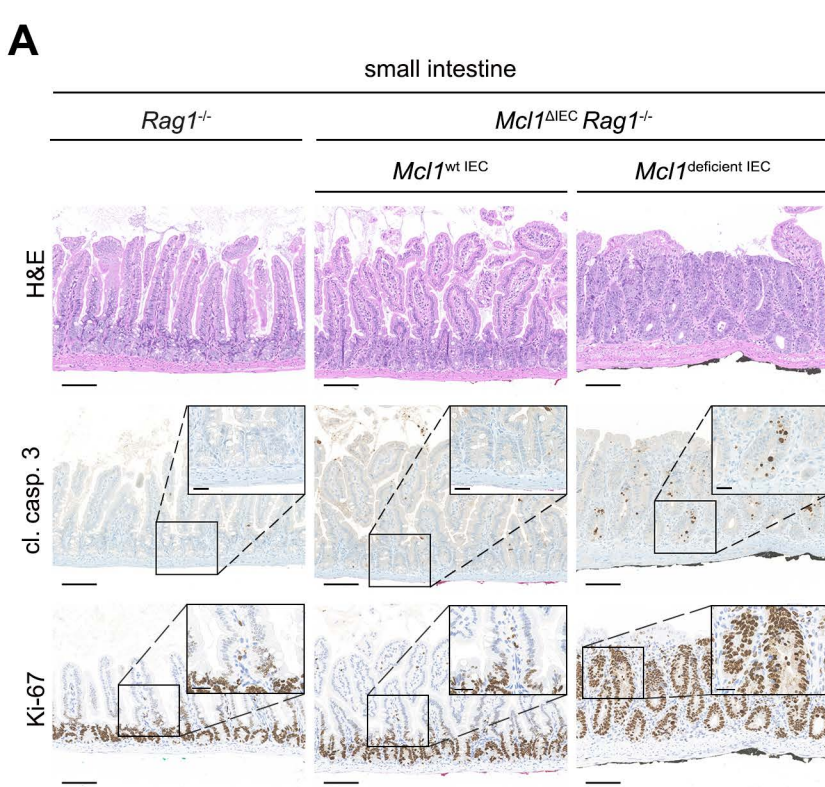 A
small intestine
Rag1-/-
Mcl1ΔIEC Rag1-/-
Mcl1wt IEC
Mcl1deficient IEC
H&E
cl. casp. 3
Ki-67